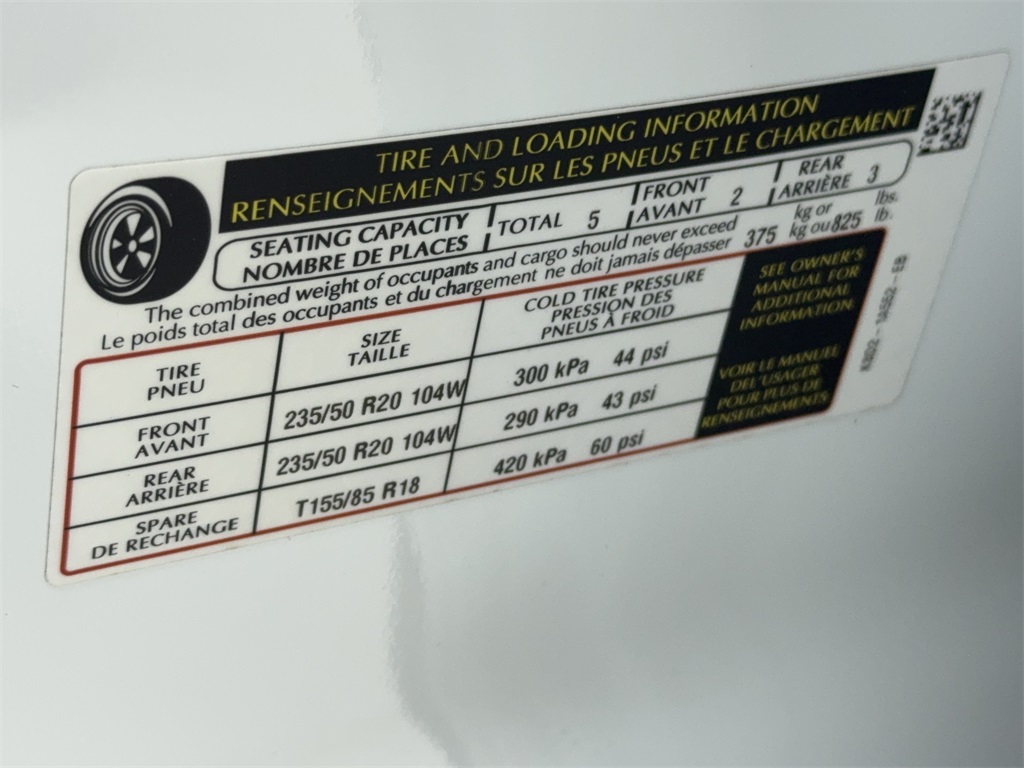 TIRE AND LOADING INFORMATION
RENSEIGNEMENTS SUR LES PNEUS ET LE CHARGEMENT
SEATING CAPACITY
NOMBRE DE PLACES
TOTAL 5
FRONT
AVANT 2
REAR
ARRIÈRE 3
The combined weight of occupants and cargo should never exceed 375 kg or 825 lbs.
Le poids total des occupants et du chargement ne doit jamais dépasser kg ou lb.
TIRE
PNEU
SIZE
TAILLE
COLD TIRE PRESSURE
PRESSION DES
PNEUS À FROID
SEE OWNER'S
MANUAL FOR
ADDITIONAL
INFORMATION.
VOIR LE MANUEL
DEL'USAGER
POUR PLUS DE
RENSEIGNEMENTS
FRONT
AVANT
235/50 R20 104W
300 kPa 44 psi
REAR
ARRIÈRE
235/50 R20 104W
290 kPa 43 psi
SPARE
DE RECHANGE
T155/85 R18
420 kPa 60 psi